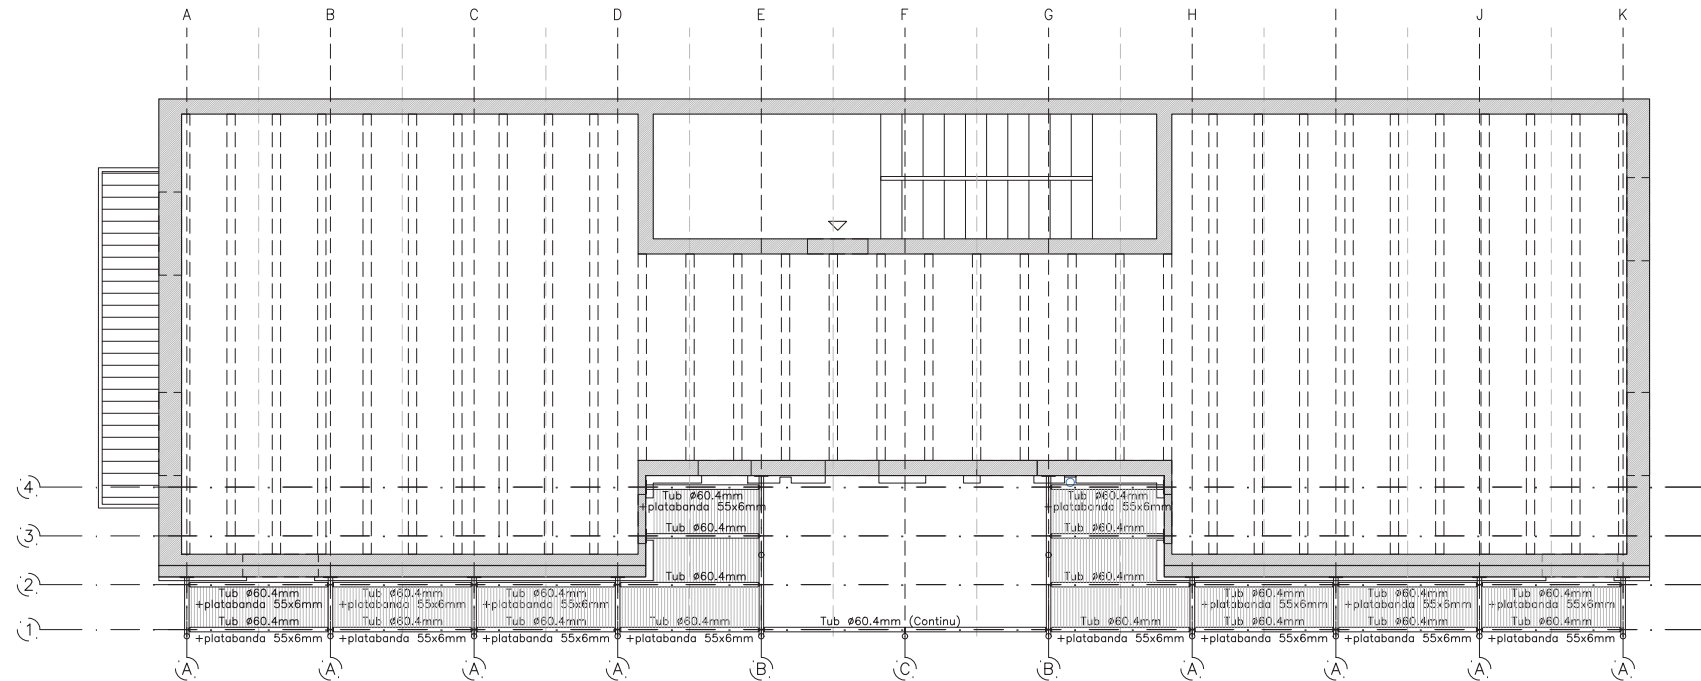 A B C D E F G H I J K
4
Tub Ø60.4mm Tub Ø60.4mm
+platabanda 55x6mm +platabanda 55x6mm
3
Tub Ø60.4mm Tub Ø60.4mm
Tub Ø60.4mm Tub Ø60.4mm
2
Tub Ø60.4mm Tub Ø60.4mm Tub Ø60.4mm Tub Ø60.4mm Tub Ø60.4mm Tub Ø60.4mm
+platabanda 55x6mm +platabanda 55x6mm +platabanda 55x6mm +platabanda 55x6mm +platabanda 55x6mm +platabanda 55x6mm
1
Tub Ø60.4mm Tub Ø60.4mm Tub Ø60.4mm Tub Ø60.4mm Tub Ø60.4mm (Continu) Tub Ø60.4mm Tub Ø60.4mm Tub Ø60.4mm Tub Ø60.4mm
+platabanda 55x6mm +platabanda 55x6mm +platabanda 55x6mm +platabanda 55x6mm +platabanda 55x6mm +platabanda 55x6mm +platabanda 55x6mm +platabanda 55x6mm
A A A A B C B A A A A